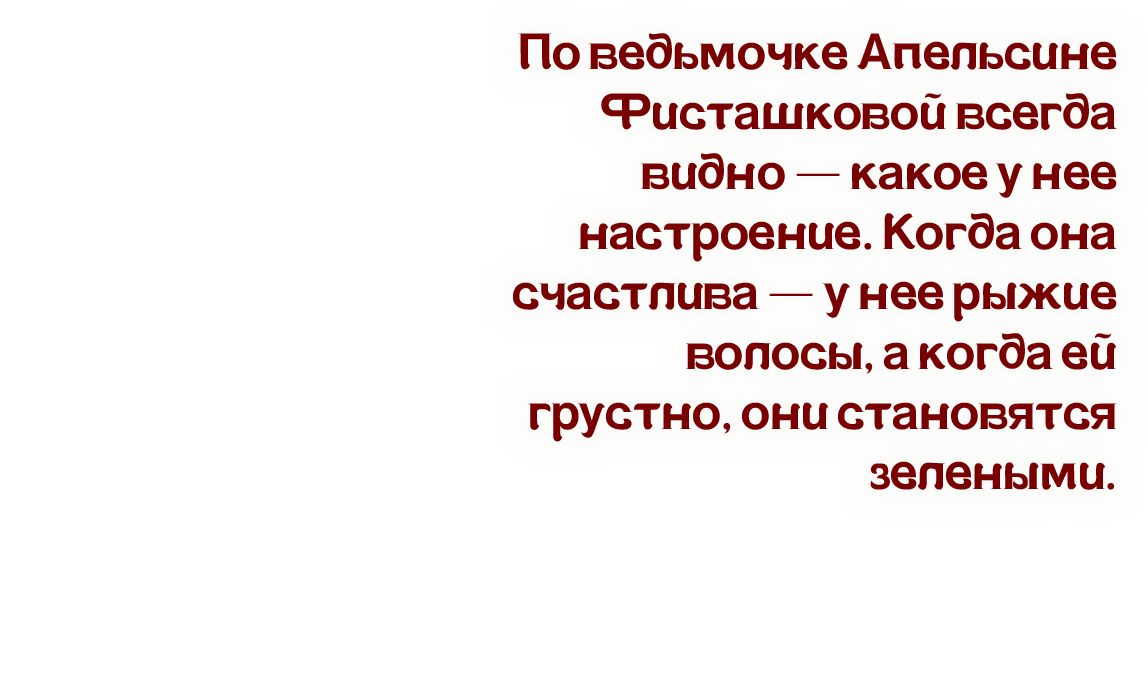 По ведьмочке Апельсине
Фисташковой всегда
видно — какое у нее
настроение. Когда она
счастлива — у нее рыжие
волосы, а когда ей
грустно, они становятся
зелеными.